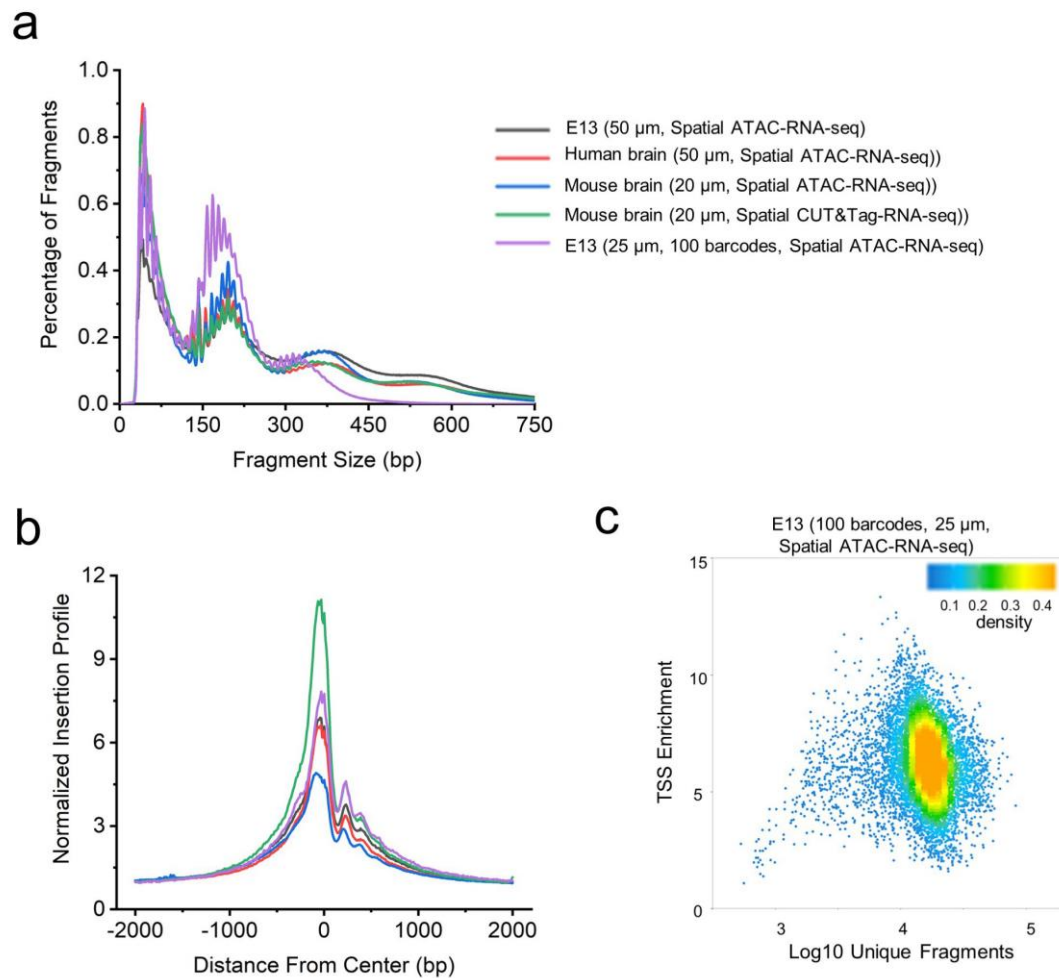 a
1.0
0.8
0.6
0.4
0.2
0.0
Percentage of Fragments
0 150 300 450 600 750
Fragment Size (bp)
E13 (50 µm, Spatial ATAC-RNA-seq)
Human brain (50 µm, Spatial ATAC-RNA-seq))
Mouse brain (20 µm, Spatial ATAC-RNA-seq))
Mouse brain (20 µm, Spatial CUT&Tag-RNA-seq))
E13 (25 µm, 100 barcodes, Spatial ATAC-RNA-seq)
b
12
9
6
3
0
Normalized Insertion Profile
-2000 -1000 0 1000 2000
Distance From Center (bp)
c
E13 (100 barcodes, 25 µm,
Spatial ATAC-RNA-seq)
15
10
5
0
TSS Enrichment
0.1 0.2 0.3 0.4
density
3 4 5
Log10 Unique Fragments